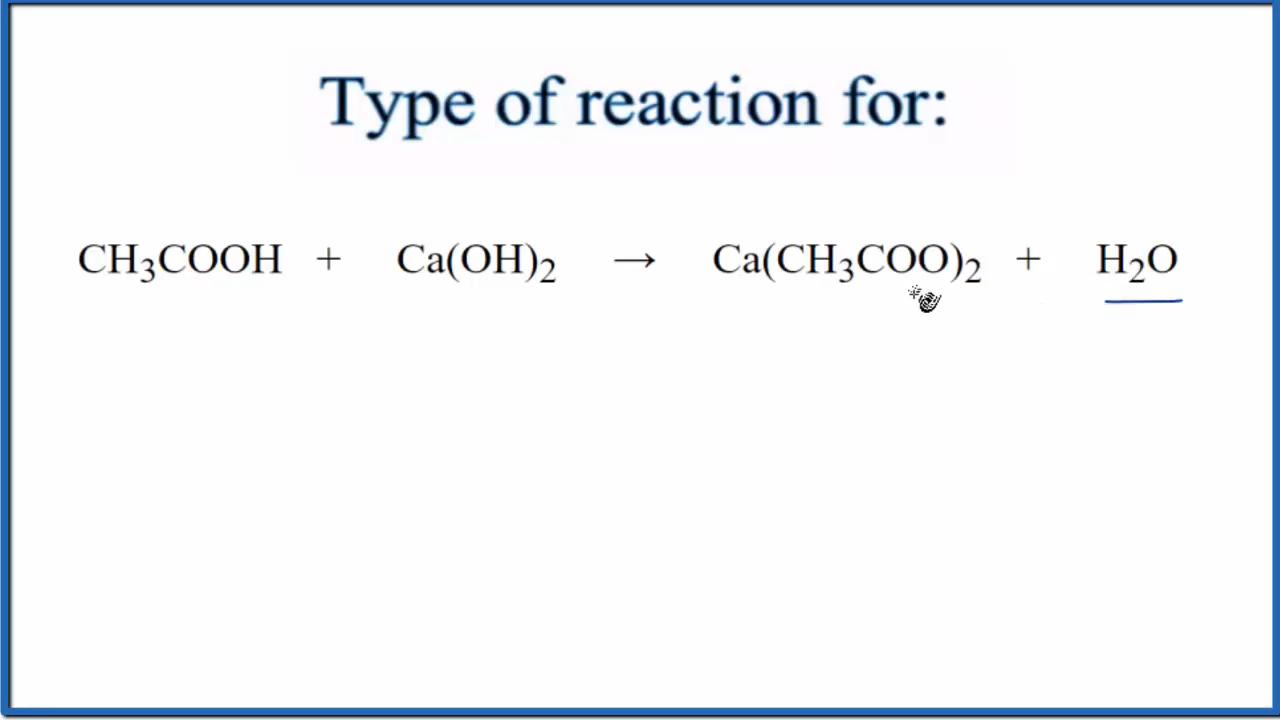 Type of reaction for:
CH₃COOH + Ca(OH)₂ → Ca(CH₃COO)₂ + H₂O